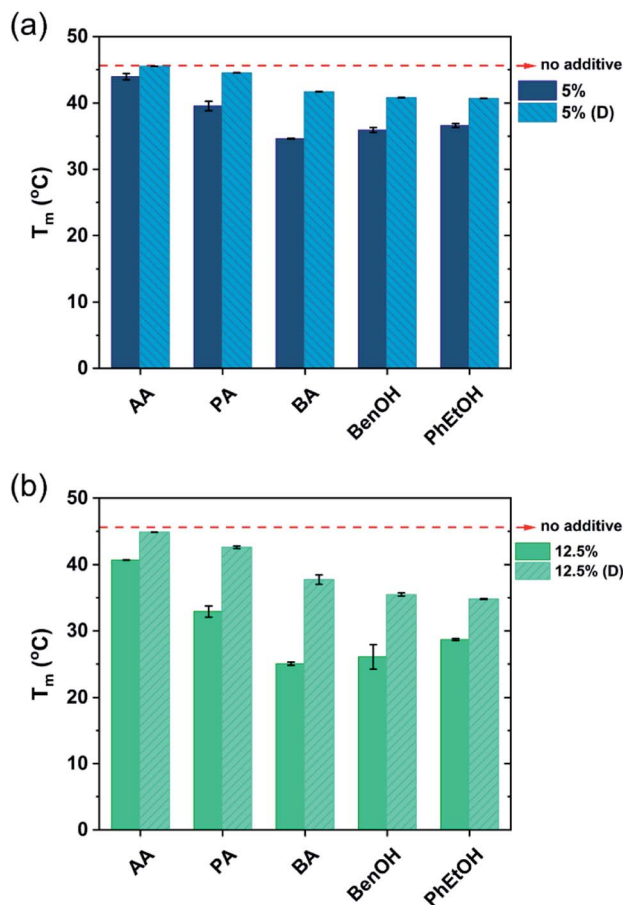 (a)
50
40
30
20
10
0
Tm (°C)
no additive
5%
5% (D)
AA
PA
BA
BenOH
PhEtOH
(b)
50
40
30
20
10
0
Tm (°C)
no additive
12.5%
12.5% (D)
AA
PA
BA
BenOH
PhEtOH